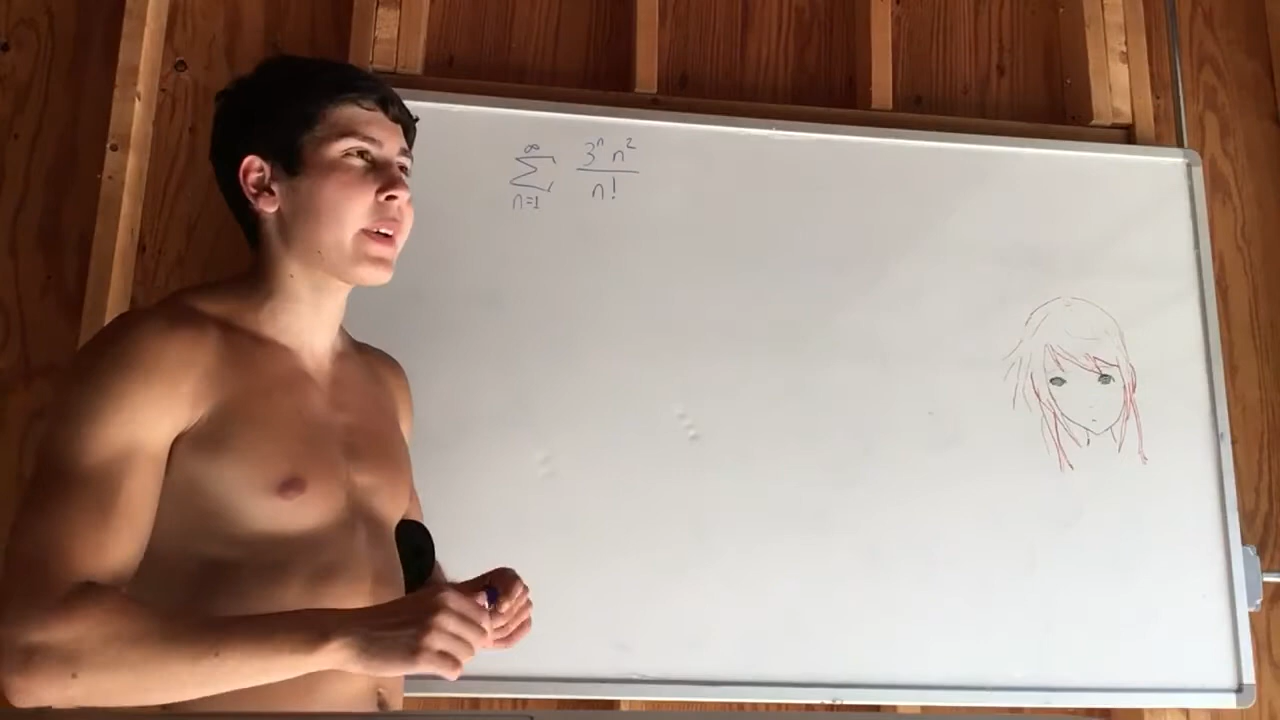 ∞
∑ 3ⁿ n²
n=1 n!